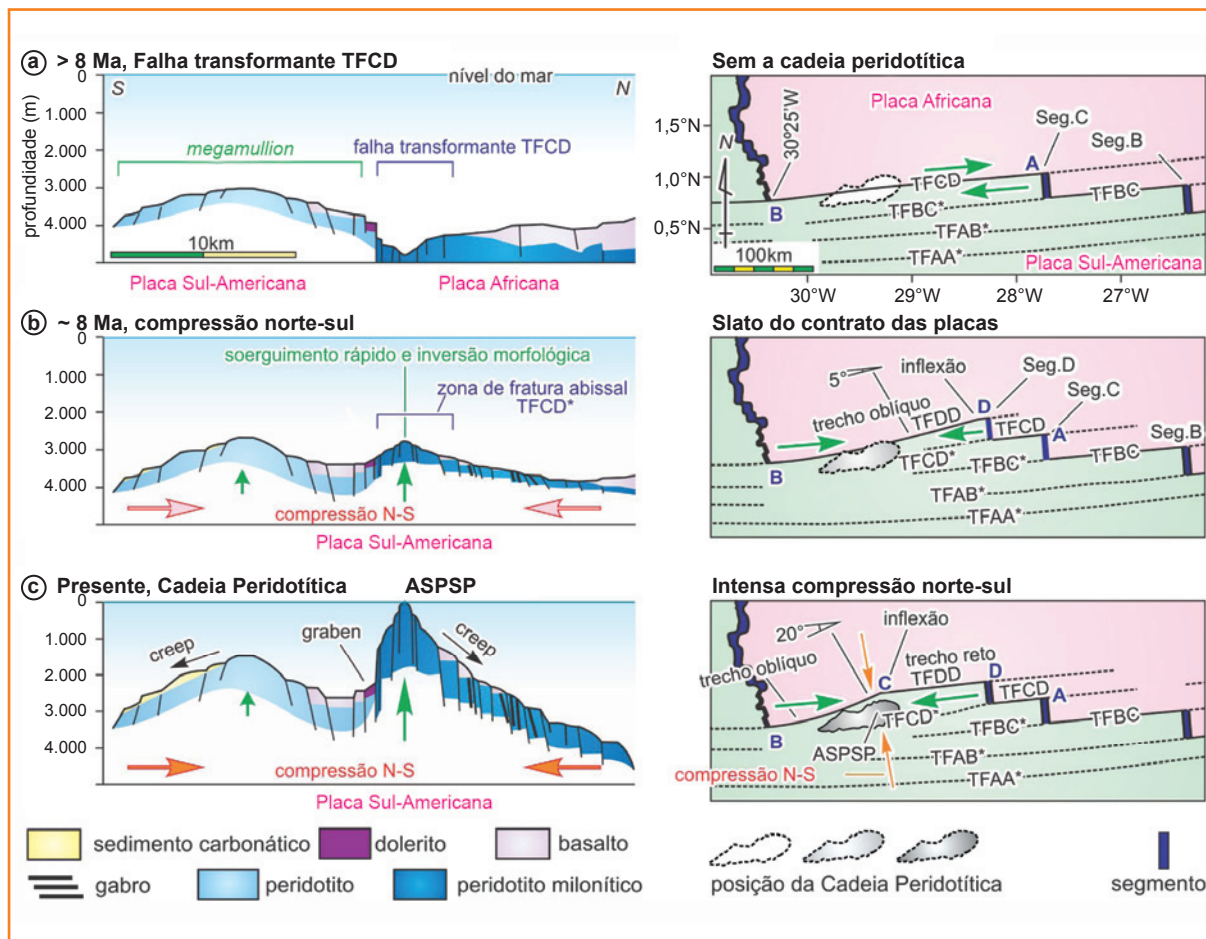 a > 8 Ma, Falha transformante TFCD
0
1.000
2.000
3.000
4.000
profundidade (m)
S
nível do mar
N
megamullion
falha transformante TFCD
10km
Placa Sul-Americana
Placa Africana
Sem a cadeia peridotítica
1,5°N
1,0°N
0,5°N
N
30°25'W
Placa Africana
Seg.C
Seg.B
A
TFCD
B
TFBC*
TFBC
TFAB*
TFAA*
100km
Placa Sul-Americana
30°W
29°W
28°W
27°W
b ~ 8 Ma, compressão norte-sul
0
1.000
2.000
3.000
4.000
soerguimento rápido e inversão morfológica
zona de fratura abissal
TFCD*
compressão N-S
Placa Sul-Americana
Slato do contrato das placas
5°
inflexão
Seg.D
D
Seg.C
trecho oblíquo
TFDD
TFCD
A
Seg.B
TFCD*
B
TFBC*
TFBC
TFAB*
TFAA*
c Presente, Cadeia Peridotítica
ASPSP
0
1.000
2.000
3.000
4.000
creep
graben
creep
compressão N-S
Placa Sul-Americana
Intensa compressão norte-sul
20°
inflexão
trecho oblíquo
trecho reto
C
TFDD
D
TFCD
A
TFCD*
B
TFBC*
TFBC
ASPSP
TFAB*
compressão N-S
TFAA*
sedimento carbonático
dolerito
basalto
gabro
peridotito
peridotito milonítico
posição da Cadeia Peridotítica
segmento